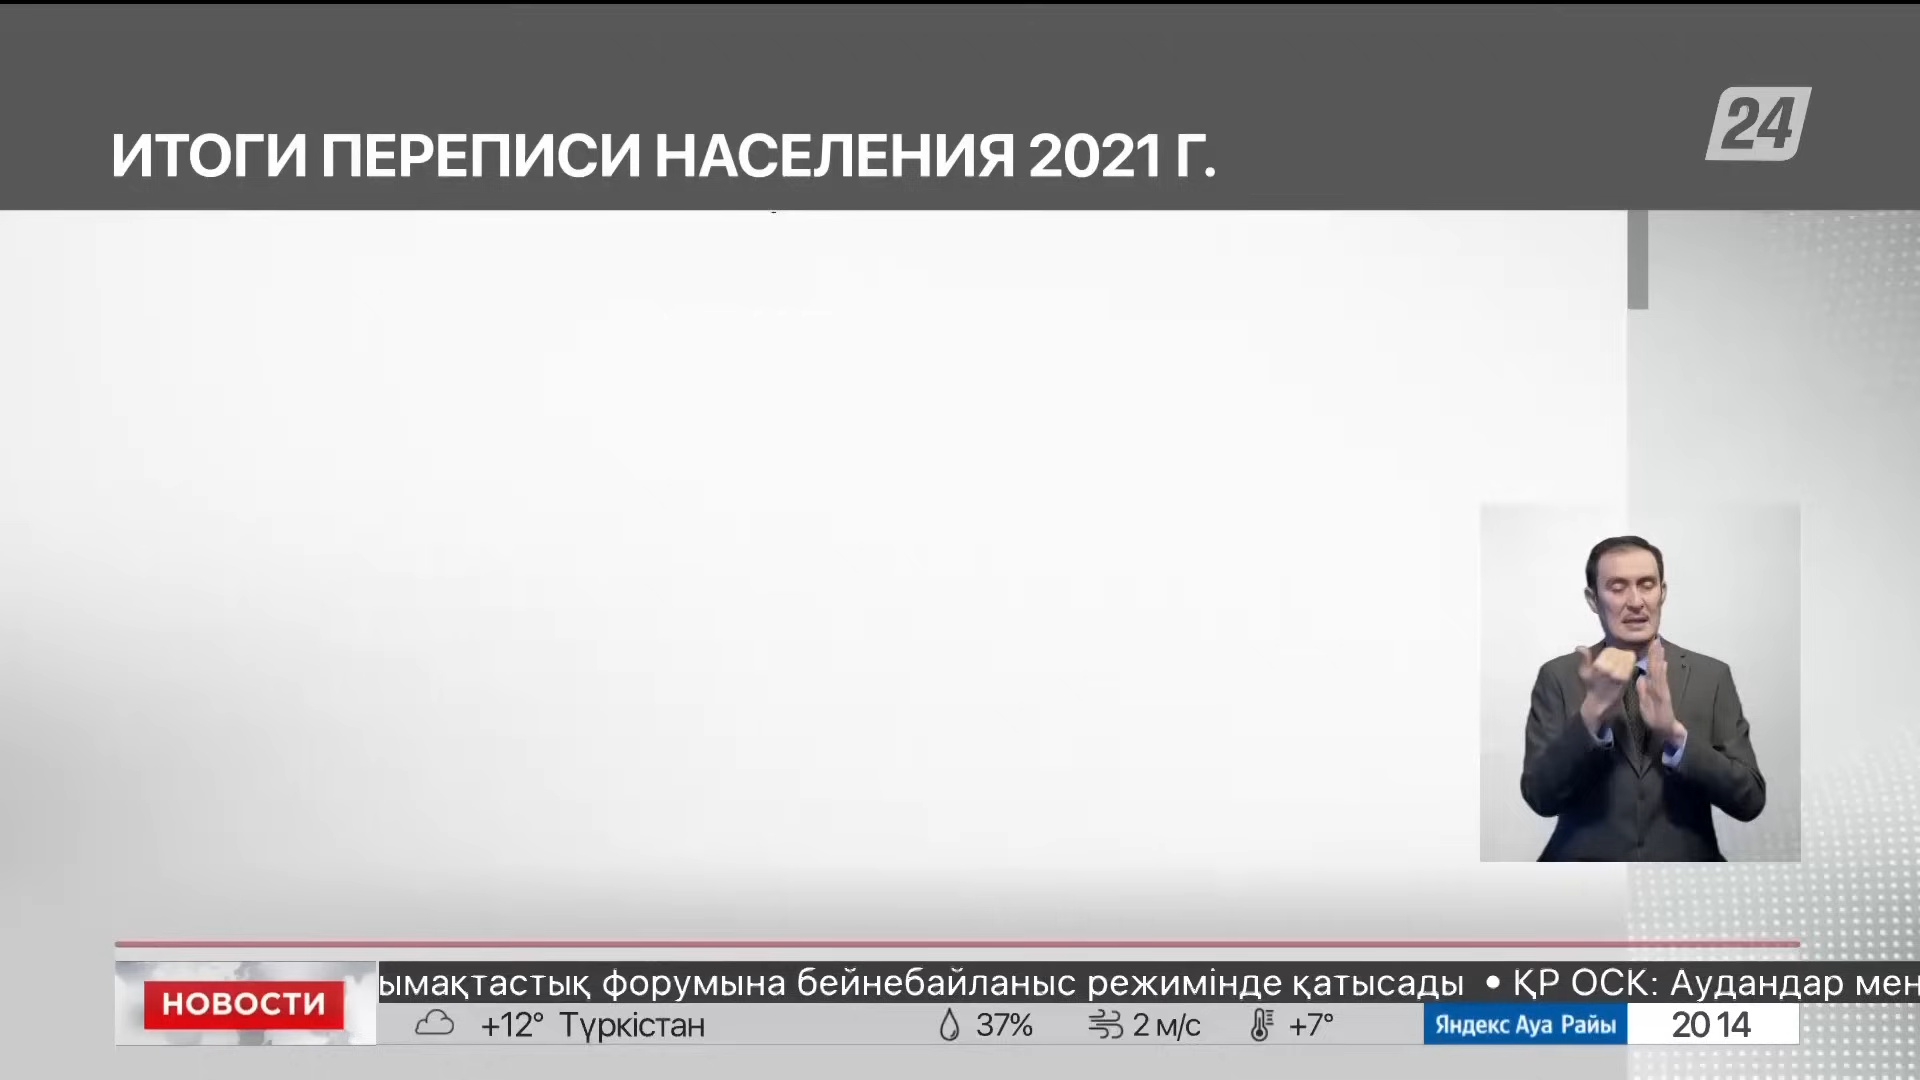 24
ИТОГИ ПЕРЕПИСИ НАСЕЛЕНИЯ 2021 Г.
НОВОСТИ
ымақтастық форумына бейнебайланыс режимінде қатысады • ҚР ОСК: Аудандар мен
+12° Түркістан 37% 2 м/с +7° Яндекс Ауа Райы 20 14